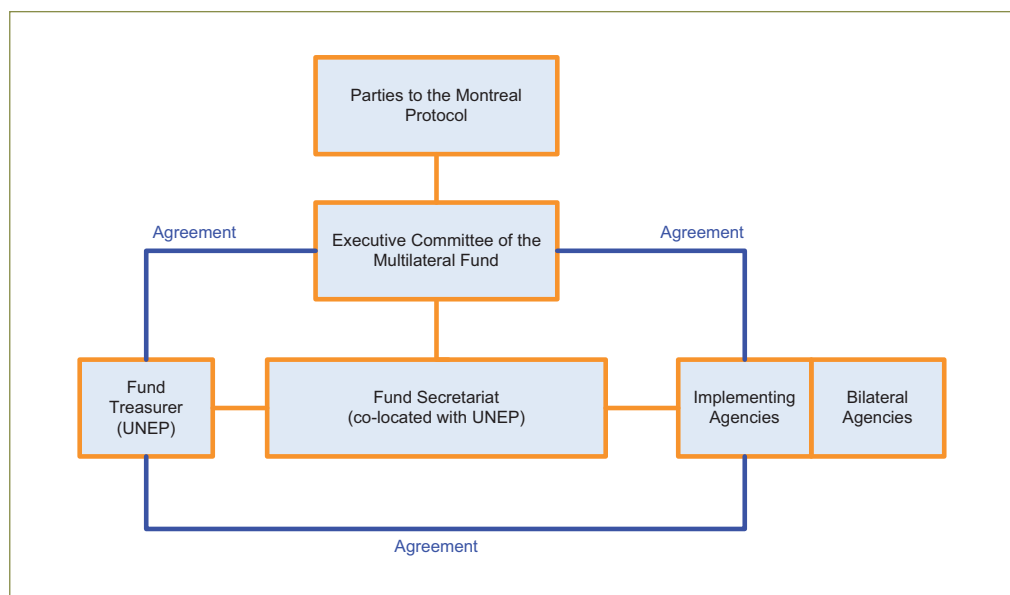 Parties to the Montreal
Protocol
Agreement
Executive Committee of the
Multilateral Fund
Agreement
Fund
Treasurer
(UNEP)
Fund Secretariat
(co-located with UNEP)
Implementing
Agencies
Bilateral
Agencies
Agreement